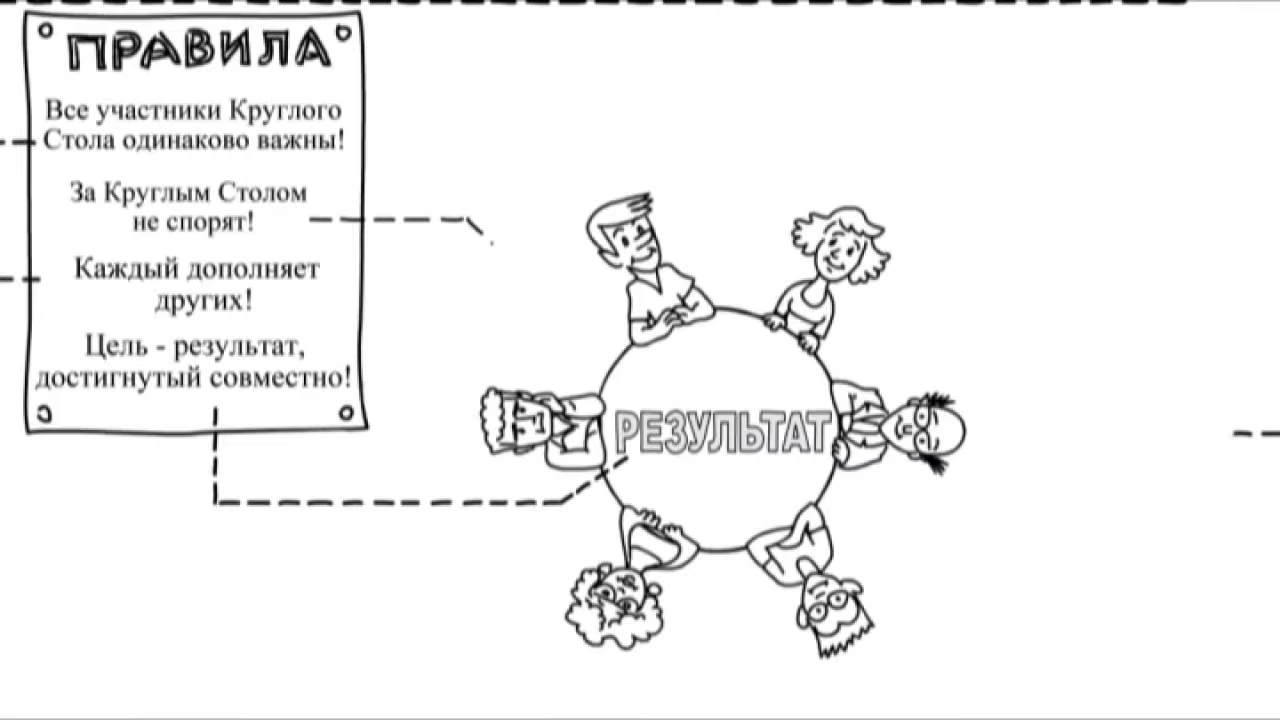 ПРАВИЛА
Все участники Круглого
Стола одинаково важны!
За Круглым Столом
не спорят!
Каждый дополняет
других!
Цель - результат,
достигнутый совместно!
РЕЗУЛЬТАТ